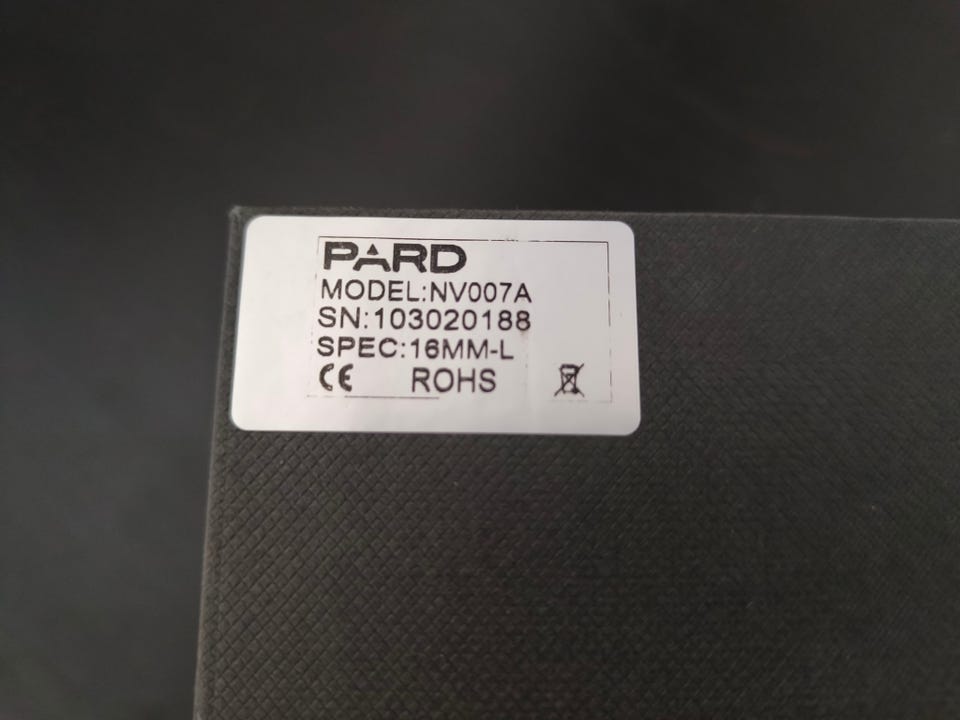 PARD
MODEL:NV007A
SN:103020188
SPEC:16MM-L
CE ROHS